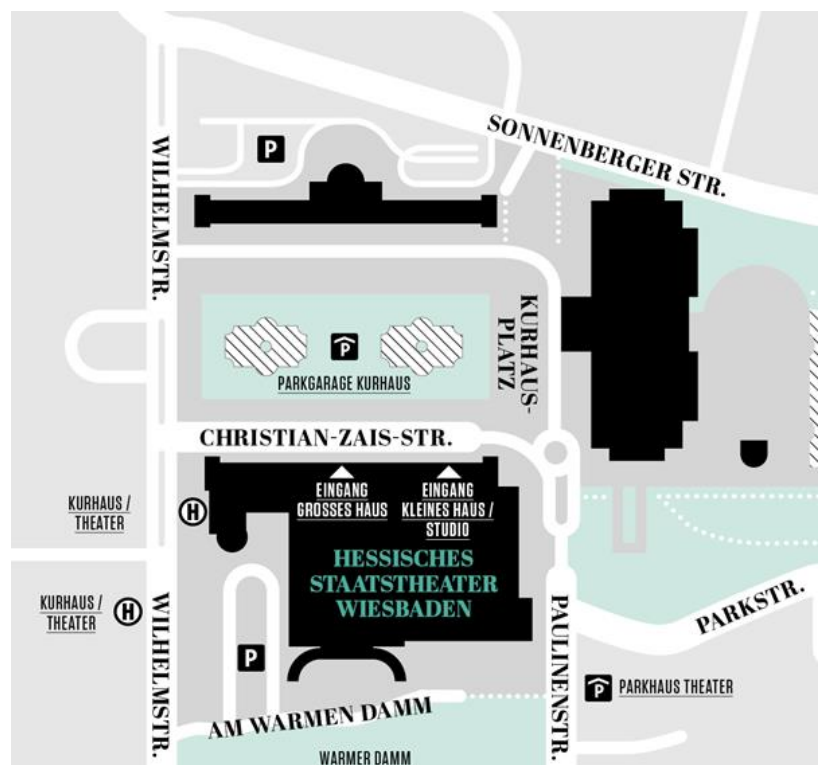 SONNENBERGER STR.
P
WILHELMSTR.
KURHAUS-
PLATZ
P
PARKGARAGE KURHAUS
CHRISTIAN-ZAIS-STR.
KURHAUS /
THEATER
H
EINGANG
GROSSES HAUS
EINGANG
KLEINES HAUS /
STUDIO
HESSISCHES
STAATSTHEATER
WIESBADEN
KURHAUS /
THEATER
H
WILHELMSTR.
P
PAULINENSTR.
PARKSTR.
P
PARKHAUS THEATER
AM WARMEN DAMM
WARMER DAMM